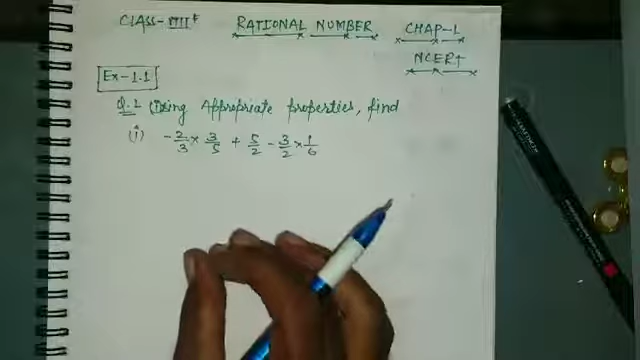 CLASS-VIIIth RATIONAL NUMBER CHAP-1
NCERT
Ex-1.1
Q.1 Using Appropriate properties, find
(i) -2/3 × 3/5 + 5/2 - 3/2 × 1/6